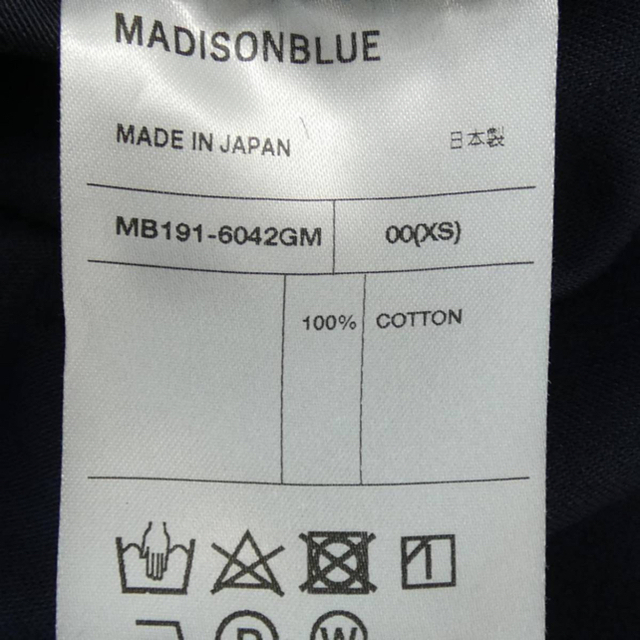 MADISONBLUE
MADE IN JAPAN 日本製
MB191-6042GM 00(XS)
100% COTTON
P W